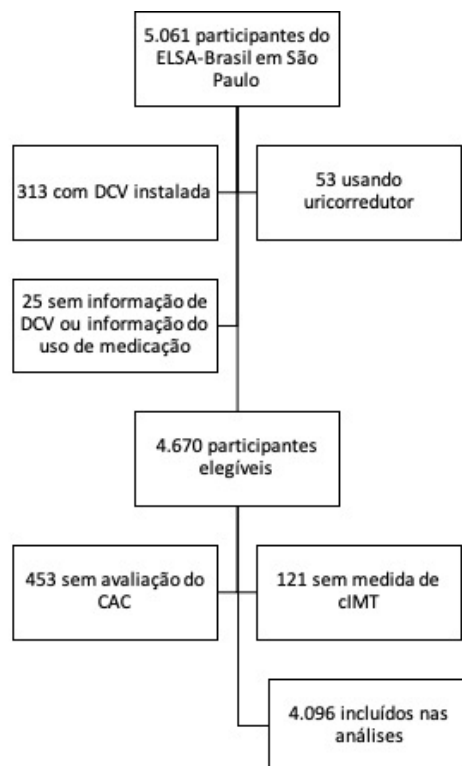 5.061 participantes do
ELSA-Brasil em São
Paulo
313 com DCV instalada
53 usando
uricorredutor
25 sem informação de
DCV ou informação do
uso de medicação
4.670 participantes
elegíveis
453 sem avaliação do
CAC
121 sem medida de
cIMT
4.096 incluídos nas
análises